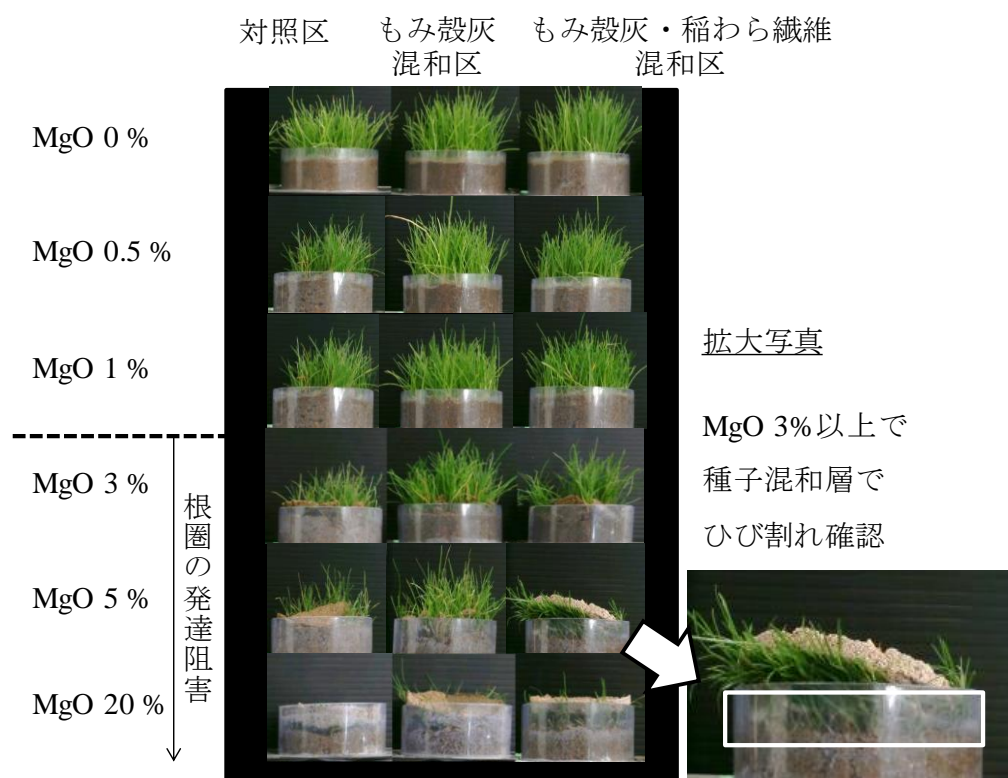 対照区
もみ殻灰
混和区
もみ殻灰・稲わら繊維
混和区
MgO 0 %
MgO 0.5 %
MgO 1 %
MgO 3 %
MgO 5 %
MgO 20 %
根圏の発達阻害
拡大写真
MgO 3%以上で
種子混和層で
ひび割れ確認